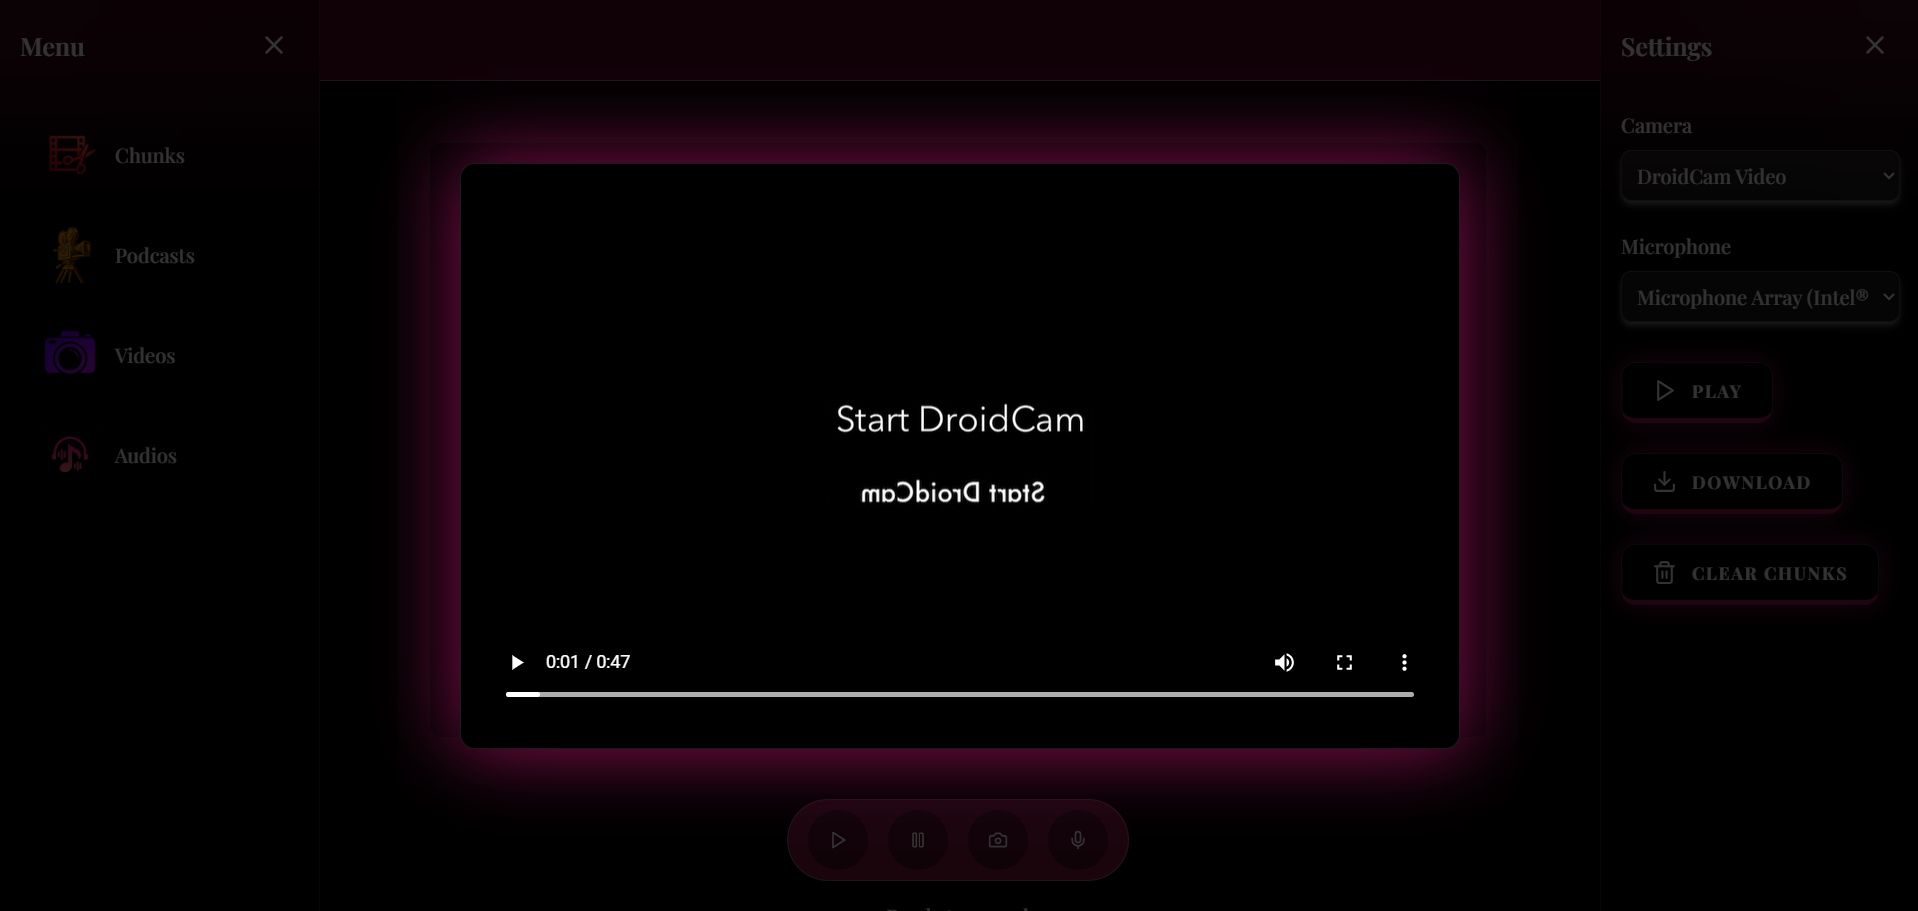 Menu
Chunks
Podcasts
Videos
Audios
Start DroidCam
Start DroidCam
0:01 / 0:47
Settings
Camera
DroidCam Video
Microphone
Microphone Array (Intel®
PLAY
DOWNLOAD
CLEAR CHUNKS